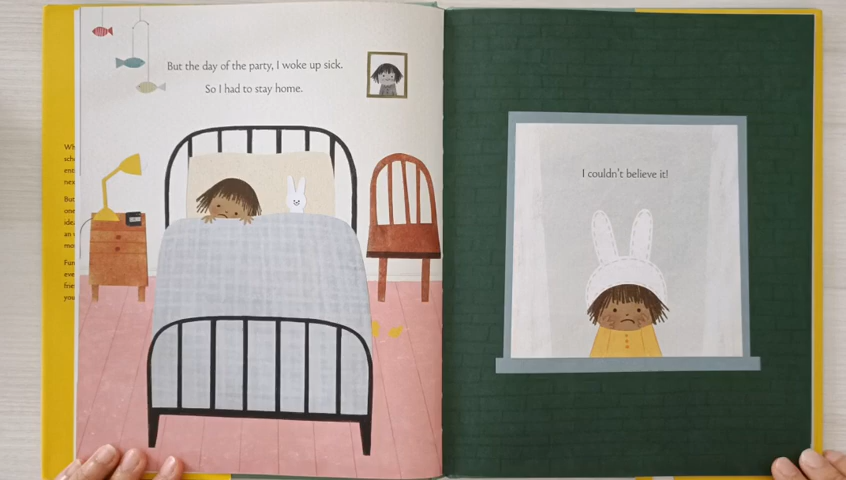 But the day of the party, I woke up sick.
So I had to stay home.
I couldn't believe it!